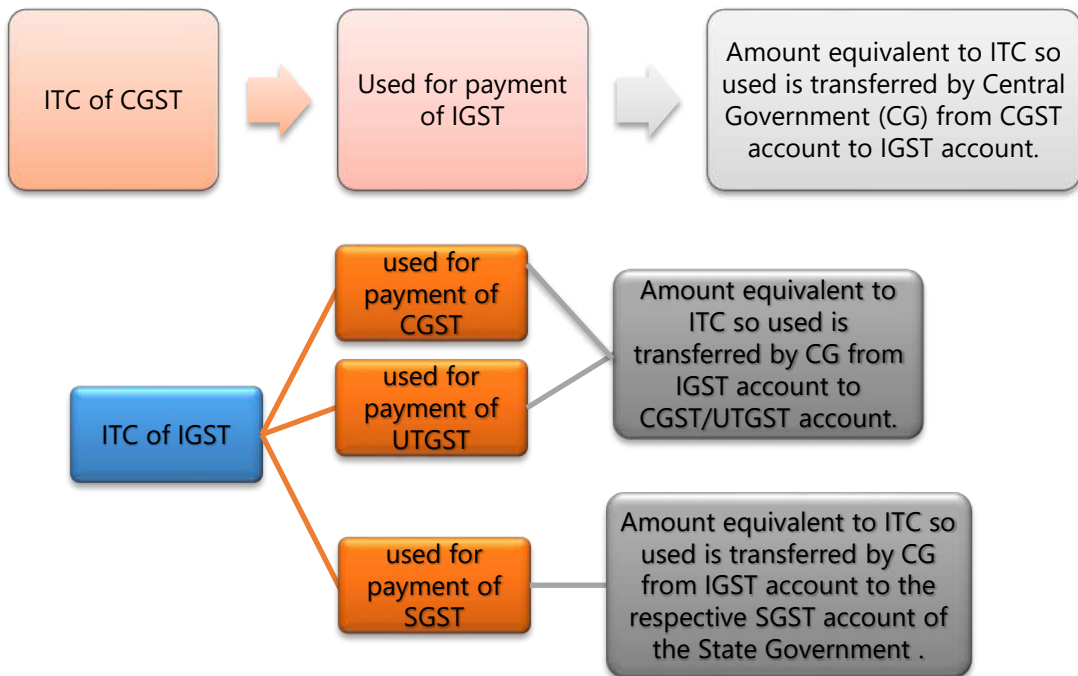 ITC of CGST
Used for payment
of IGST
Amount equivalent to ITC so
used is transferred by Central
Government (CG) from CGST
account to IGST account.
ITC of IGST
used for
payment of
CGST
used for
payment of
UTGST
Amount equivalent to
ITC so used is
transferred by CG from
IGST account to
CGST/UTGST account.
used for
payment of
SGST
Amount equivalent to ITC so
used is transferred by CG
from IGST account to the
respective SGST account of
the State Government .